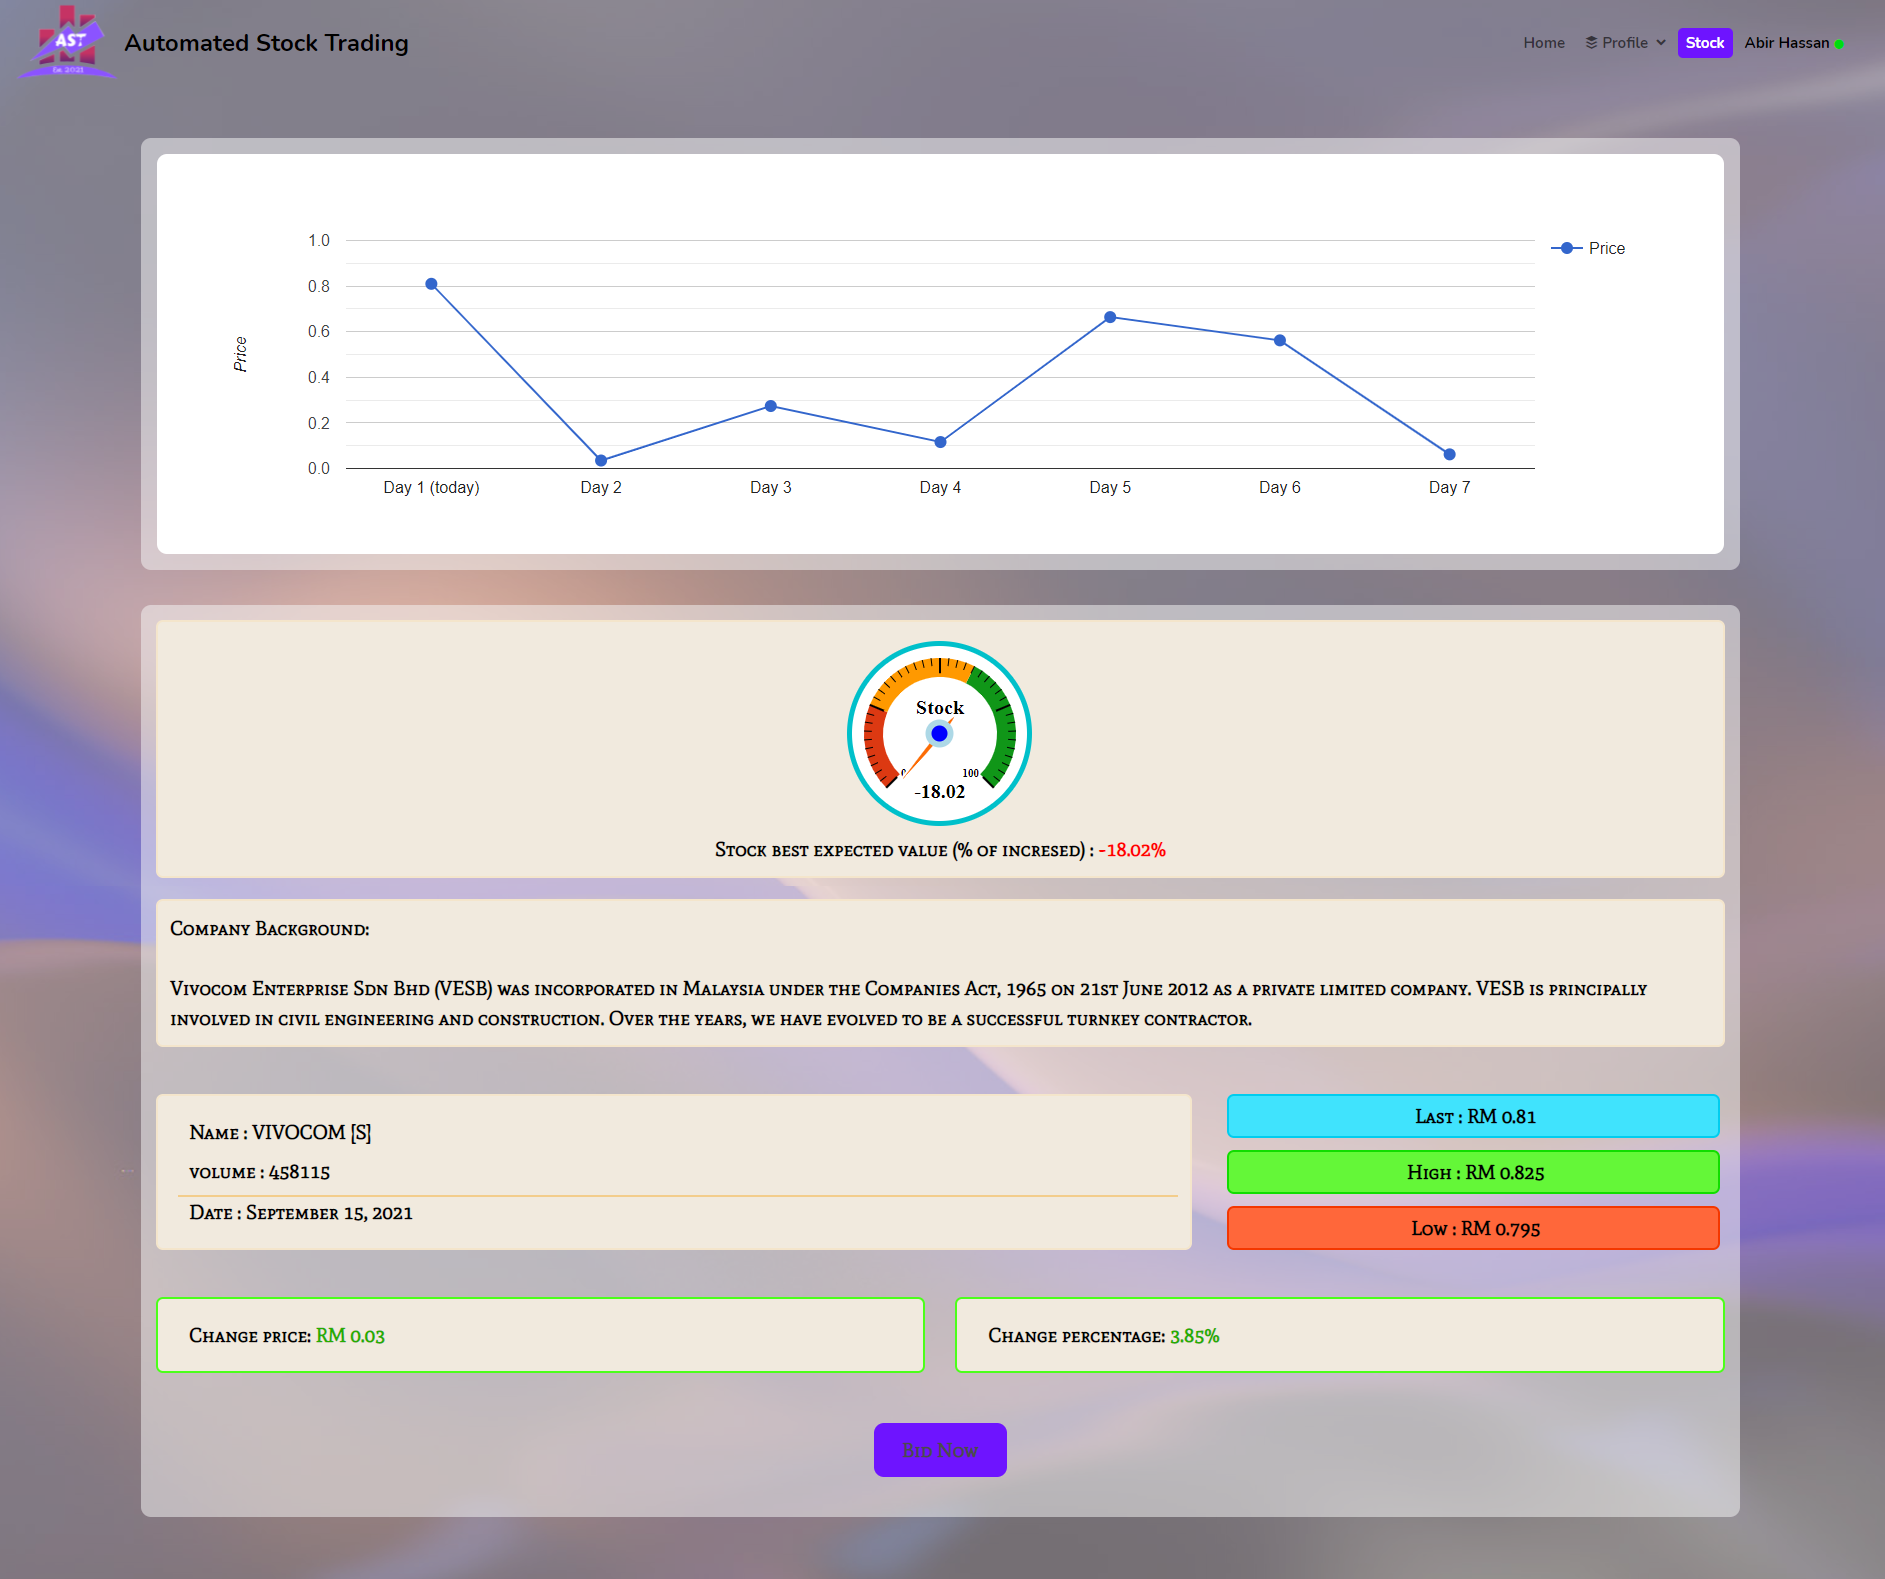 AST
Est 2021
Automated Stock Trading
Home
Profile
Stock
Abir Hassan
1.0
0.8
0.6
0.4
0.2
0.0
Price
Price
Day 1 (today) Day 2 Day 3 Day 4 Day 5 Day 6 Day 7
Stock
0 100
-18.02
Stock best expected value (% of incresed) : -18.02%
Company Background:
Vivocom Enterprise Sdn Bhd (VESB) was incorporated in Malaysia under the Companies Act, 1965 on 21st June 2012 as a private limited company. VESB is principally
involved in civil engineering and construction. Over the years, we have evolved to be a successful turnkey contractor.
Name : VIVOCOM [S]
volume : 458115
Date : September 15, 2021
Last : RM 0.81
High : RM 0.825
Low : RM 0.795
Change price: RM 0.03
Change percentage: 3.85%
Bid Now